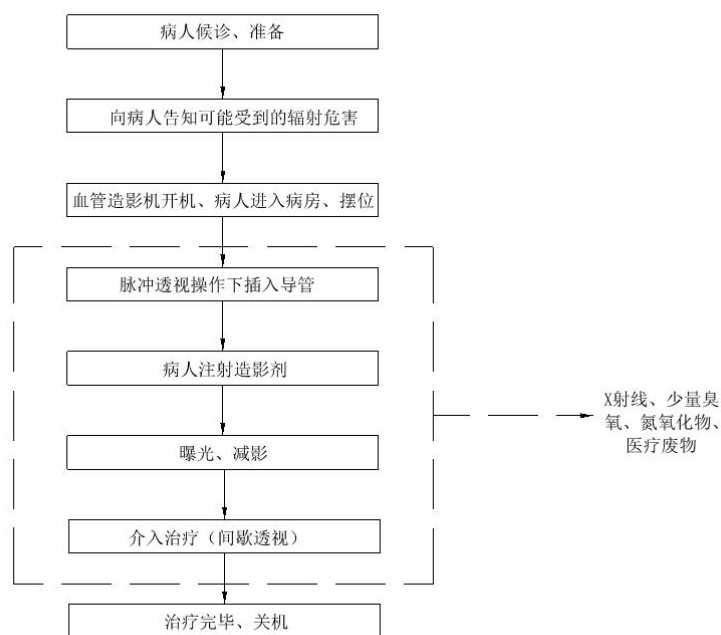 病人候诊、准备
向病人告知可能受到的辐射危害
血管造影机开机、病人进入病房、摆位
脉冲透视操作下插入导管
病人注射造影剂
曝光、减影
介入治疗（间歇透视）
治疗完毕、关机
X射线、少量臭
氧、氮氧化物、
医疗废物